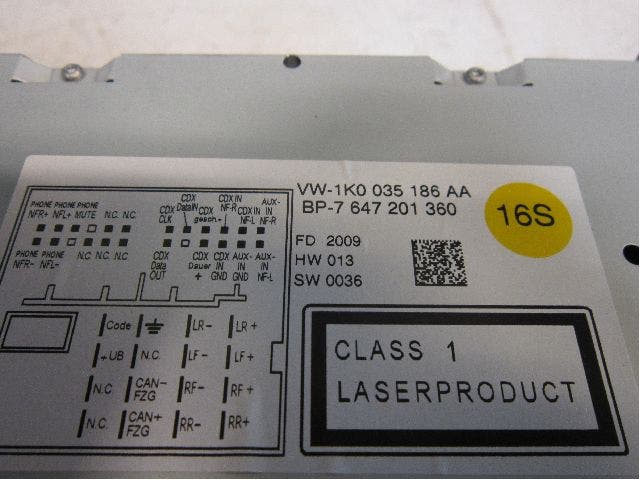 VW-1K0 035 186 AA
BP-7 647 201 360
16S
FD 2009
HW 013
SW 0036
CLASS 1
LASERPRODUCT
PHONE PHONE PHONE
NFR+ NFL+ MUTE N.C. N.C.
PHONE PHONE
NFR- NFL- N.C. N.C. N.C.
CDX CDX IN AUX-
CDX DataIN CDX NF-R CDX IN IN
CLK gesch+ NF-L NF-R
CDX CDX CDX AUX- AUX-
Data Dauer IN IN IN
OUT + GND GND NF-L
Code LR- LR+
+UB N.C. LF- LF+
N.C. CAN- RF- RF+
FZG
N.C. CAN+ RR- RR+
FZG